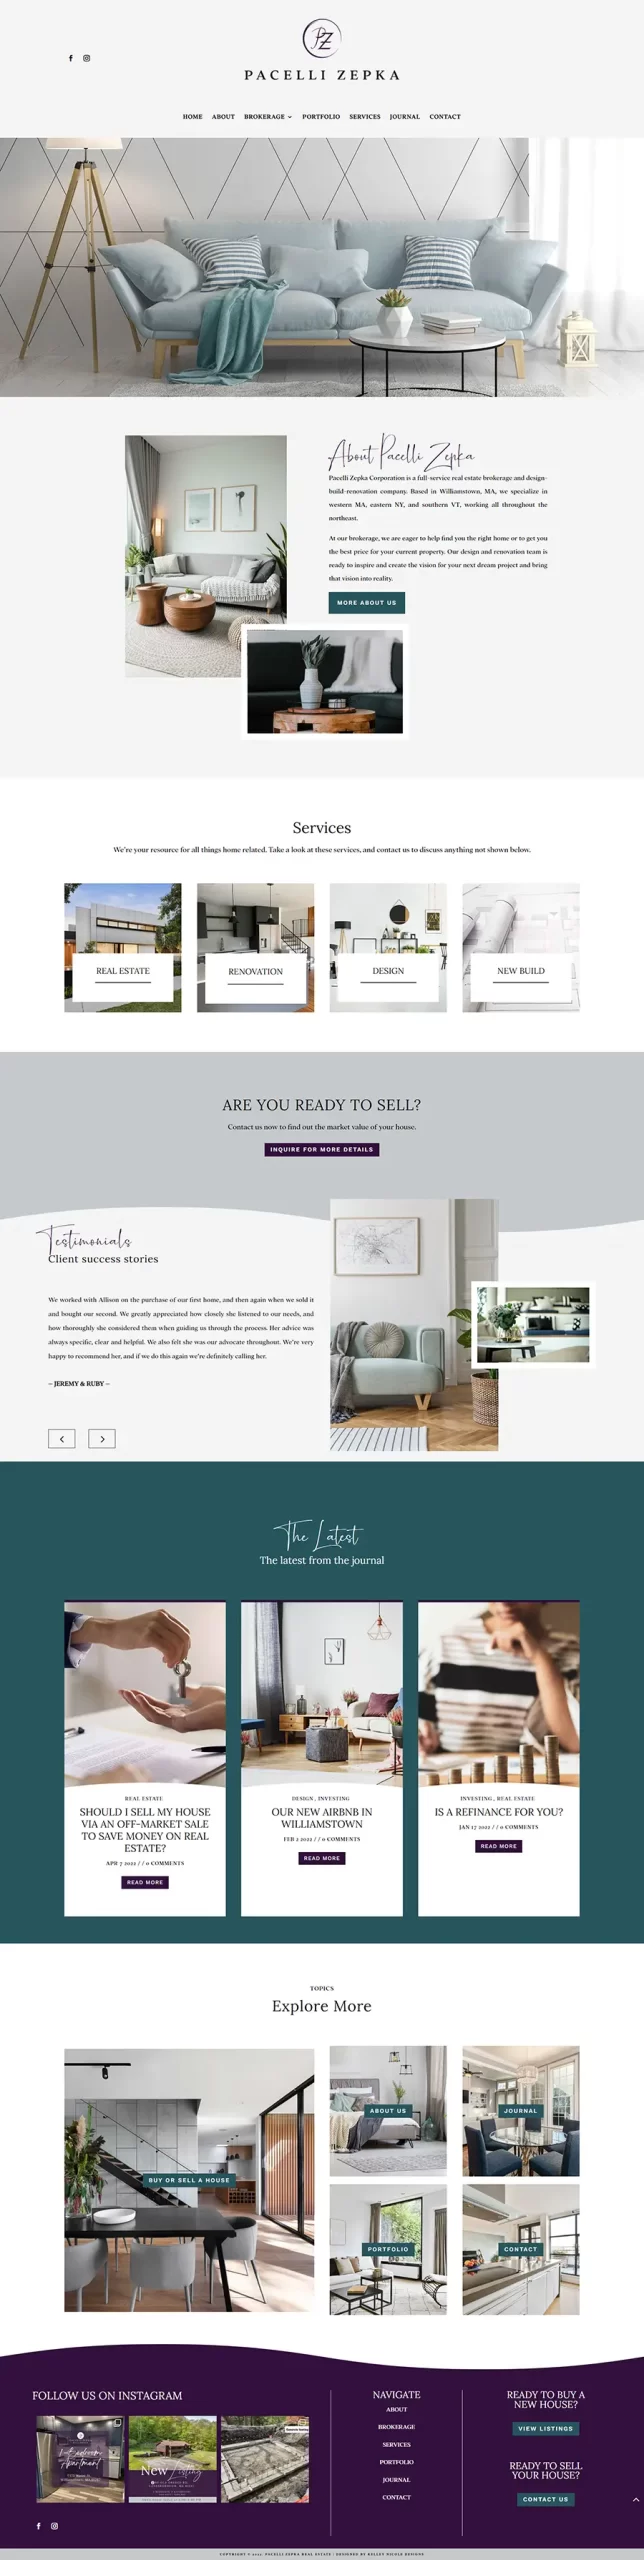 PZ
PACELLI ZEPKA
HOME ABOUT BROKERAGE PORTFOLIO SERVICES JOURNAL CONTACT
About Pacelli Zepka
Pacelli Zepka Corporation is a full-service real estate brokerage and design-
build-renovation company. Based in Williamstown, MA, we specialize in
western MA, eastern NY, and southern VT, working all throughout the
northeast.
At our brokerage, we are eager to help find you the right home or to get you
the best price for your current property. Our design and renovation team is
ready to inspire and create the vision for your next dream project and bring
that vision into reality.
MORE ABOUT US
Services
We're your resource for all things home related. Take a look at these services, and contact us to discuss anything not shown below.
REAL ESTATE
RENOVATION
DESIGN
NEW BUILD
ARE YOU READY TO SELL?
Contact us now to find out the market value of your house.
INQUIRE FOR MORE DETAILS
Testimonials
Client success stories
We worked with Allison on the purchase of our first home, and then again when we sold it
and bought our second. We greatly appreciated how closely she listened to our needs, and
how thoroughly she considered them when guiding us through the process. Her advice was
always specific, clear and helpful. We also felt she was our advocate throughout. We're very
happy to recommend her, and if we do this again we're definitely calling her.
– JEREMY & RUBY –
The Latest
The latest from the journal
REAL ESTATE
SHOULD I SELL MY HOUSE
VIA AN OFF-MARKET SALE
TO SAVE MONEY ON REAL
ESTATE?
APR 7 2022 // 0 COMMENTS
READ MORE
DESIGN, INVESTING
OUR NEW AIRBNB IN
WILLIAMSTOWN
FEB 2 2022 // 0 COMMENTS
READ MORE
INVESTING, REAL ESTATE
IS A REFINANCE FOR YOU?
JAN 17 2022 // 0 COMMENTS
READ MORE
TOPICS
Explore More
BUY OR SELL A HOUSE
ABOUT US
JOURNAL
PORTFOLIO
CONTACT
FOLLOW US ON INSTAGRAM
1-Bedroom
Apartment
New Listing
NAVIGATE
ABOUT
BROKERAGE
SERVICES
PORTFOLIO
JOURNAL
CONTACT
READY TO BUY A
NEW HOUSE?
VIEW LISTINGS
READY TO SELL
YOUR HOUSE?
CONTACT US
COPYRIGHT © 2022 PACELLI ZEPKA REAL ESTATE | DESIGNED BY KELLEY NICOLE DESIGNS